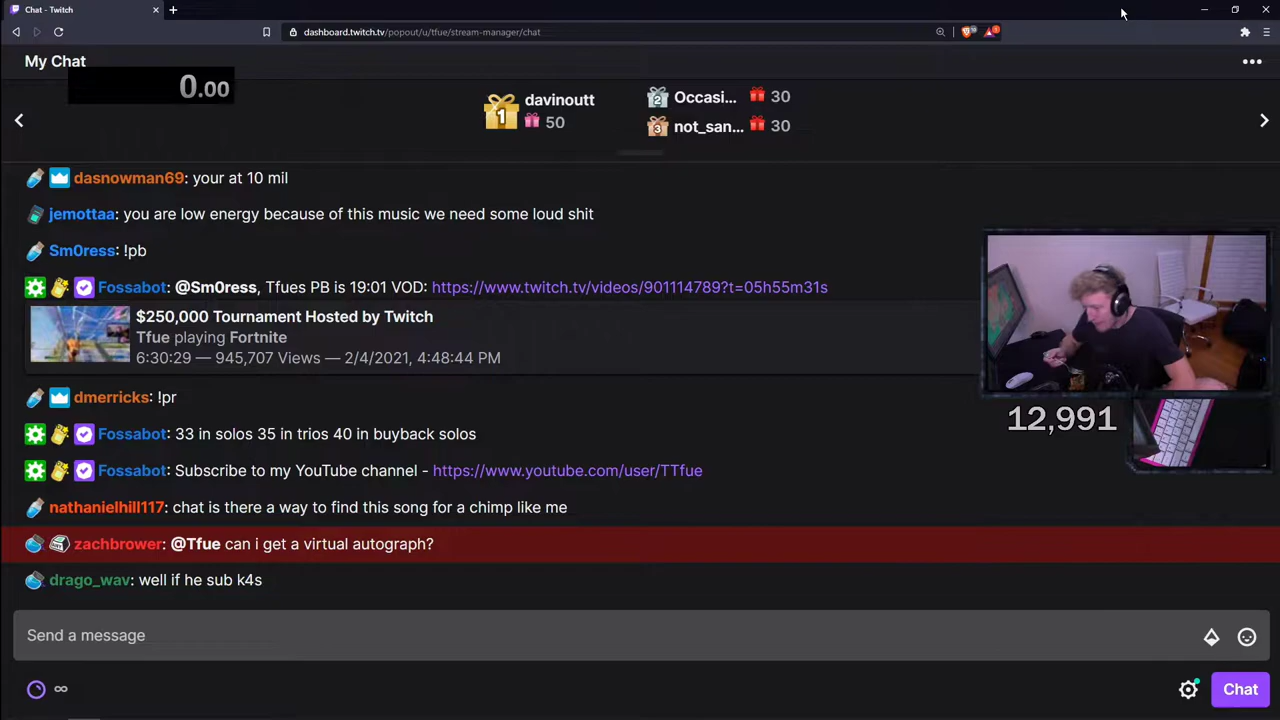 Chat - Twitch
dashboard.twitch.tv/popout/u/tfue/stream-manager/chat
My Chat
0.00
1 davinoutt 50
2 Occasi... 30
3 not_san... 30
dasnowman69: your at 10 mil
jemottaa: you are low energy because of this music we need some loud shit
Sm0ress: !pb
Fossabot: @Sm0ress, Tfues PB is 19:01 VOD: https://www.twitch.tv/videos/901114789?t=05h55m31s
$250,000 Tournament Hosted by Twitch
Tfue playing Fortnite
6:30:29 — 945,707 Views — 2/4/2021, 4:48:44 PM
dmerricks: !pr
Fossabot: 33 in solos 35 in trios 40 in buyback solos
12,991
Fossabot: Subscribe to my YouTube channel - https://www.youtube.com/user/TTfue
nathanielhill117: chat is there a way to find this song for a chimp like me
zachbrower: @Tfue can i get a virtual autograph?
drago_wav: well if he sub k4s
Send a message
Chat